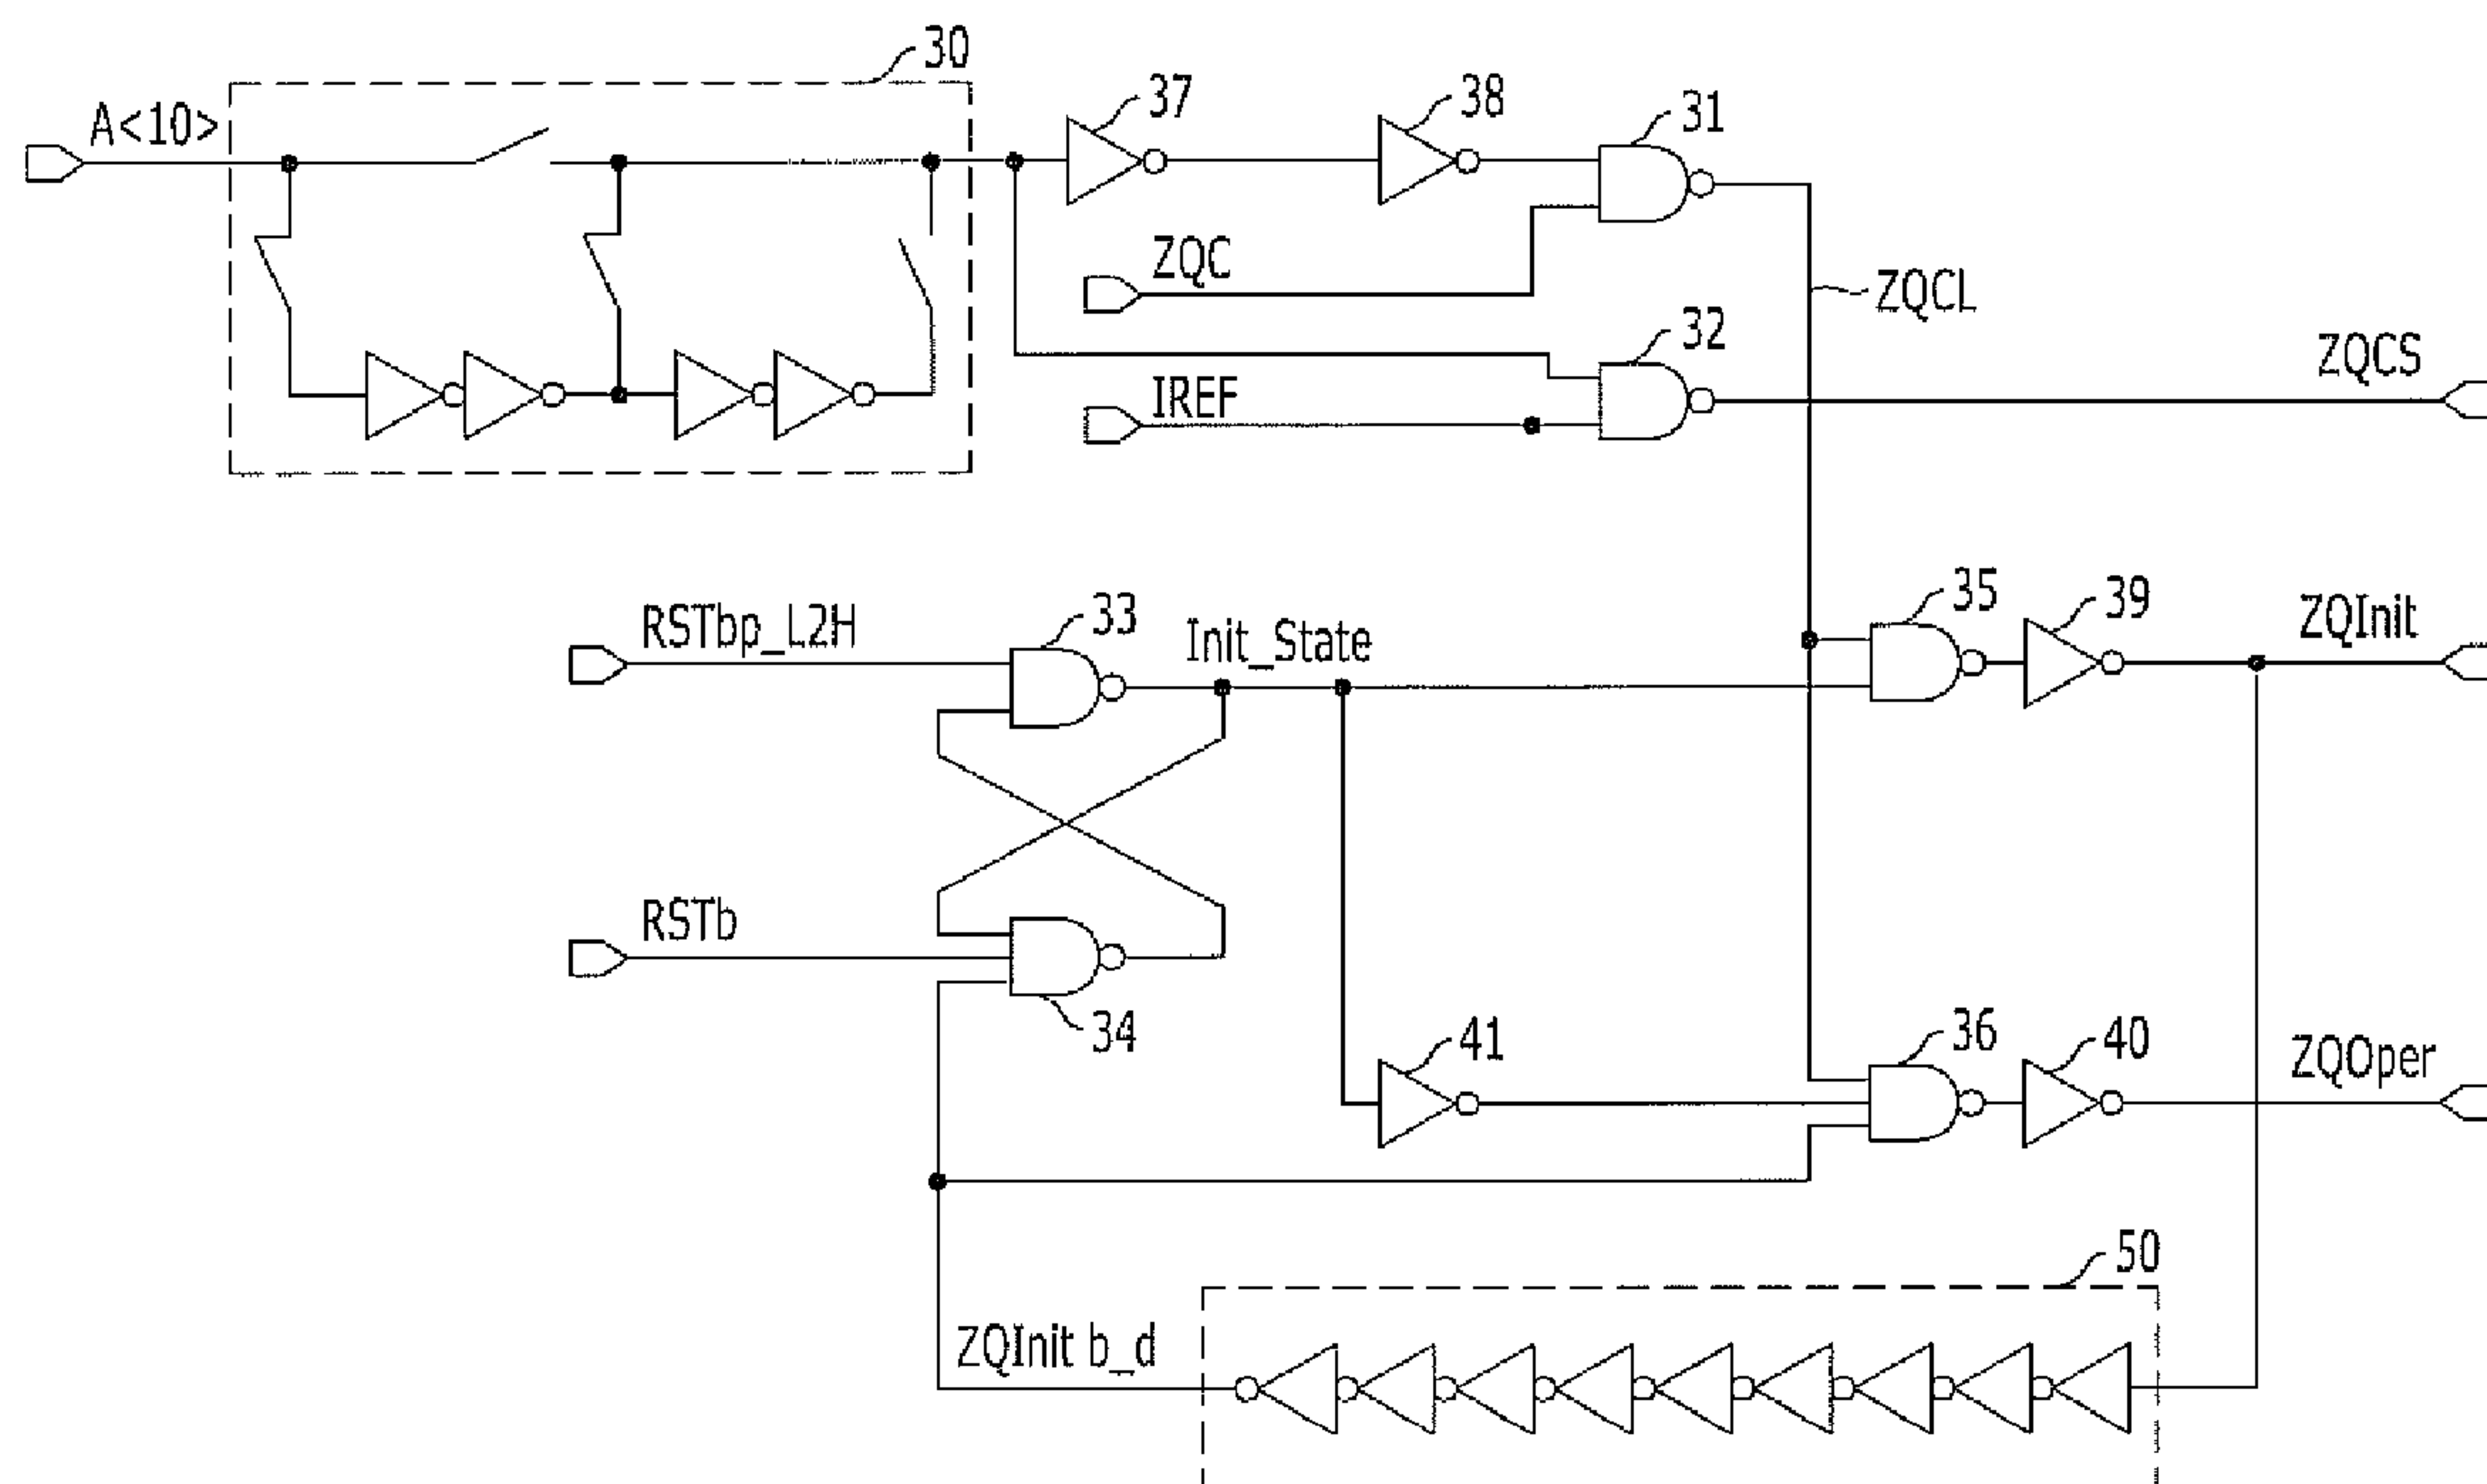 30
A<10>
37
38
31
ZQC
ZQCL
32
ZQCS
IREF
RSTbp_L2H
33
Init_State
35
39
ZQInit
RSTb
34
41
36
40
ZQOper
50
ZQInit b_d